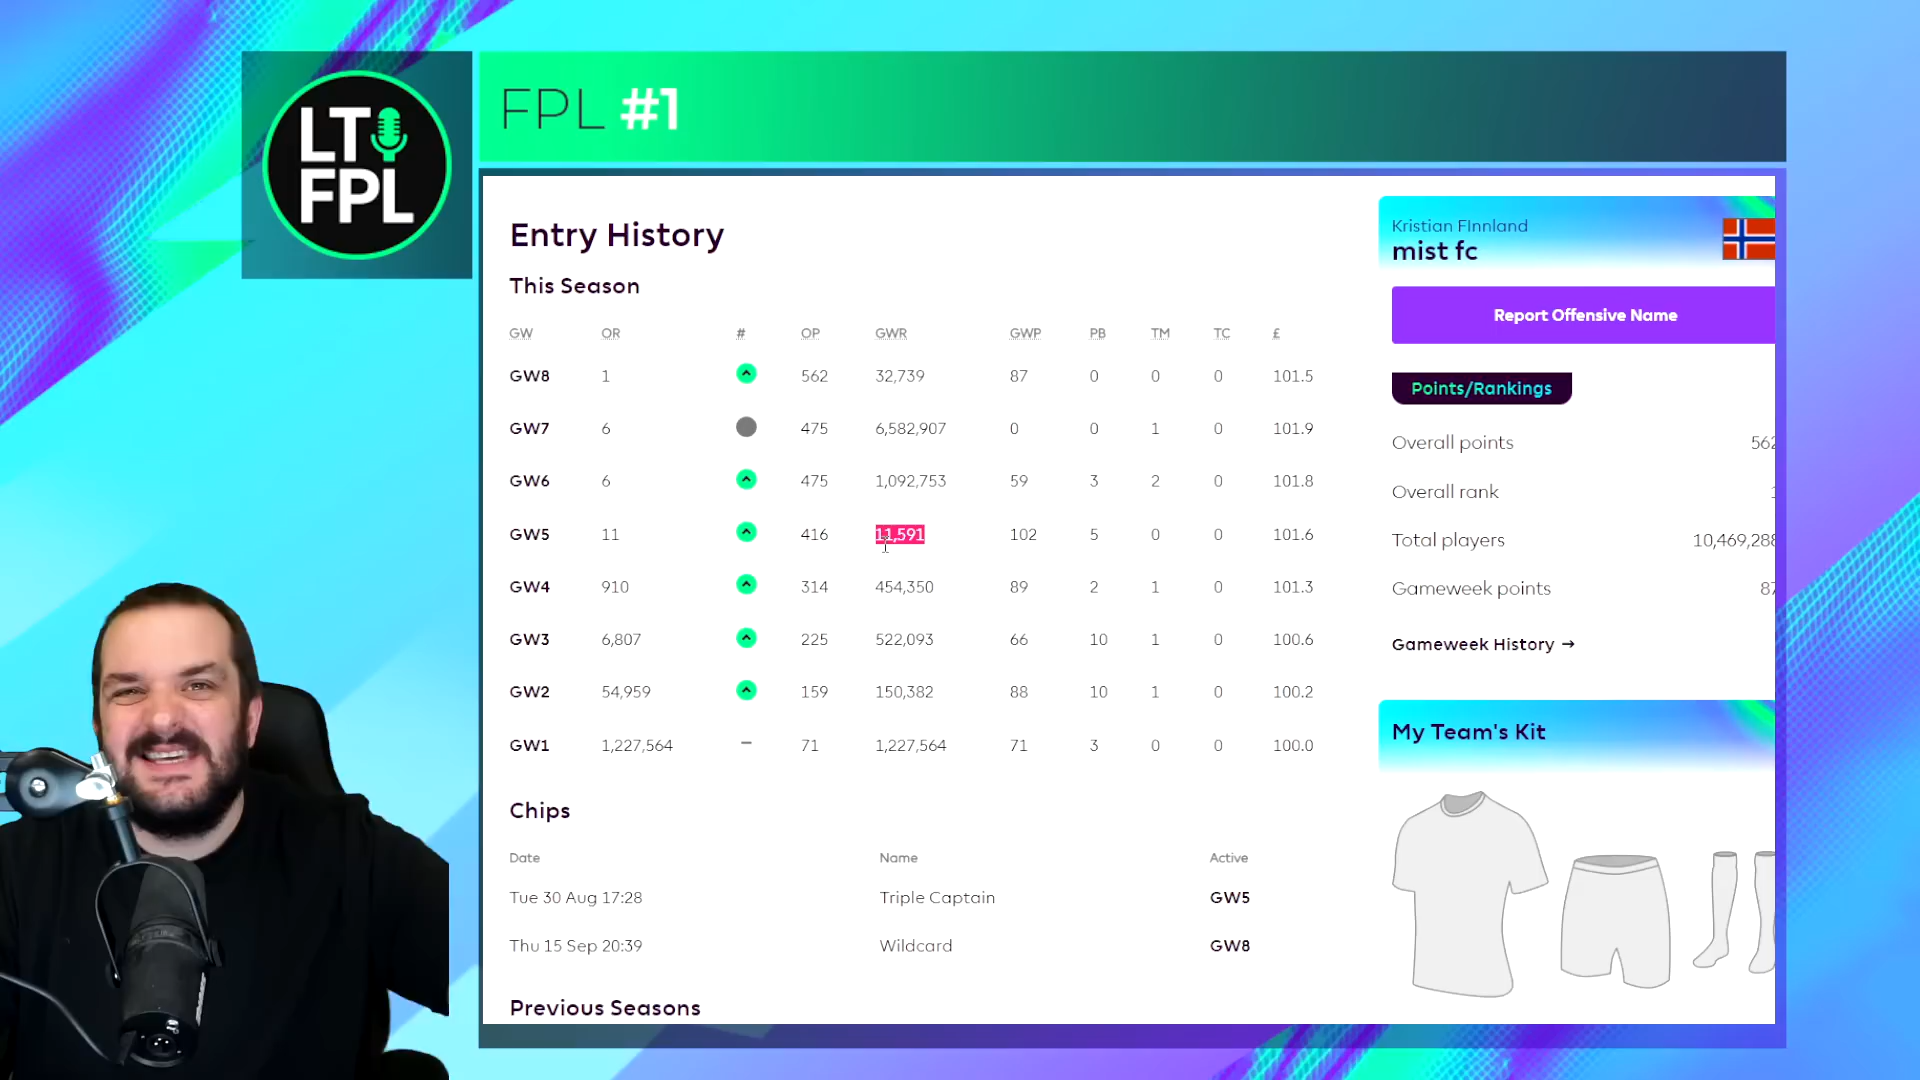 LT
FPL
FPL #1
Entry History
This Season
GW OR # OP GWR GWP PB TM TC £
GW8 1 562 32,739 87 0 0 0 101.5
GW7 6 475 6,582,907 0 0 1 0 101.9
GW6 6 475 1,092,753 59 3 2 0 101.8
GW5 11 416 11,591 102 5 0 0 101.6
GW4 910 314 454,350 89 2 1 0 101.3
GW3 6,807 225 522,093 66 10 1 0 100.6
GW2 54,959 159 150,382 88 10 1 0 100.2
GW1 1,227,564 – 71 1,227,564 71 3 0 0 100.0
Chips
Date Name Active
Tue 30 Aug 17:28 Triple Captain GW5
Thu 15 Sep 20:39 Wildcard GW8
Previous Seasons
Kristian FInnland
mist fc
Report Offensive Name
Points/Rankings
Overall points 562
Overall rank
Total players 10,469,288
Gameweek points 87
Gameweek History →
My Team's Kit